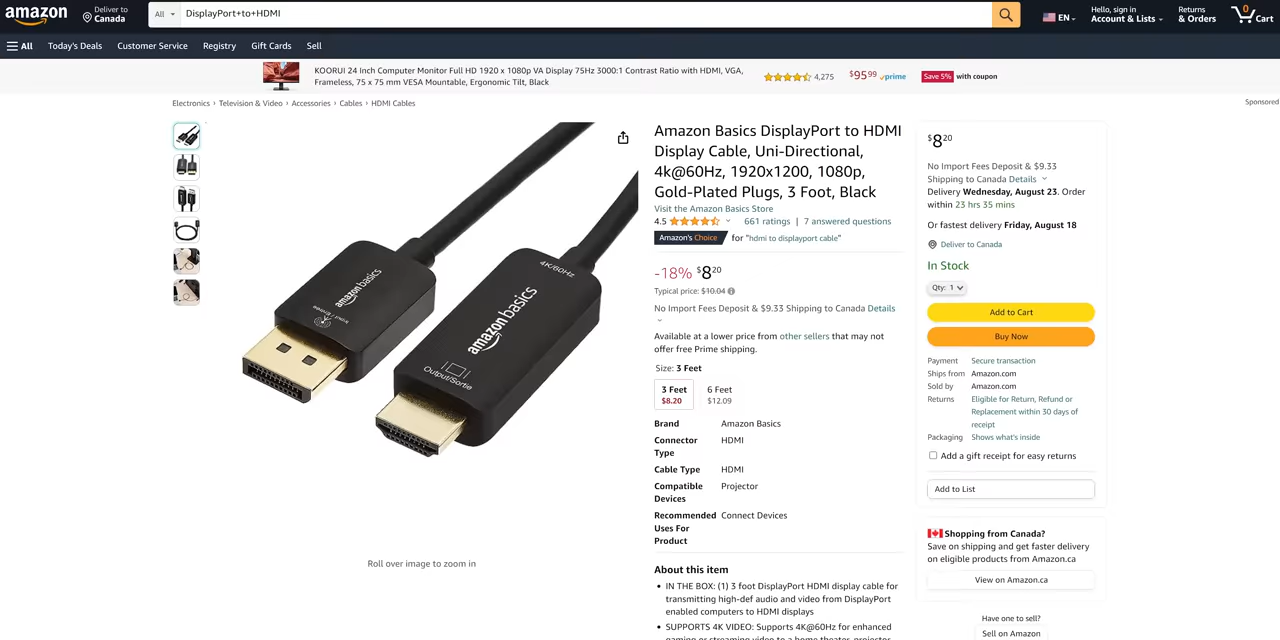 amazon
Deliver to
Canada
All
DisplayPort+to+HDMI
EN
Hello, sign in
Account & Lists
Returns
& Orders
0
Cart
All
Today's Deals
Customer Service
Registry
Gift Cards
Sell
KOORUI 24 Inch Computer Monitor Full HD 1920 x 1080p VA Display 75Hz 3000:1 Contrast Ratio with HDMI, VGA,
Frameless, 75 x 75 mm VESA Mountable, Ergonomic Tilt, Black
4,275
$95.99
prime
Save 5% with coupon
Electronics › Television & Video › Accessories › Cables › HDMI Cables
Sponsored
amazon basics
Input / Entrée
4K/60Hz
amazon basics
Output/Sortie
Roll over image to zoom in
Amazon Basics DisplayPort to HDMI
Display Cable, Uni-Directional,
4k@60Hz, 1920x1200, 1080p,
Gold-Plated Plugs, 3 Foot, Black
Visit the Amazon Basics Store
4.5
661 ratings | 7 answered questions
Amazon's Choice for "hdmi to displayport cable"
-18% $8.20
Typical price: $10.04
No Import Fees Deposit & $9.33 Shipping to Canada Details
Available at a lower price from other sellers that may not
offer free Prime shipping.
Size: 3 Feet
3 Feet
$8.20
6 Feet
$12.09
Brand Amazon Basics
Connector HDMI
Type
Cable Type HDMI
Compatible Projector
Devices
Recommended Connect Devices
Uses For
Product
About this item
• IN THE BOX: (1) 3 foot DisplayPort HDMI display cable for
transmitting high-def audio and video from DisplayPort
enabled computers to HDMI displays
• SUPPORTS 4K VIDEO: Supports 4K@60Hz for enhanced
gaming or streaming video to a home theater, projector,
$8.20
No Import Fees Deposit & $9.33
Shipping to Canada Details
Delivery Wednesday, August 23. Order
within 23 hrs 35 mins
Or fastest delivery Friday, August 18
Deliver to Canada
In Stock
Qty: 1
Add to Cart
Buy Now
Payment Secure transaction
Ships from Amazon.com
Sold by Amazon.com
Returns Eligible for Return, Refund or
Replacement within 30 days of
receipt
Packaging Shows what's inside
Add a gift receipt for easy returns
Add to List
Shopping from Canada?
Save on shipping and get faster delivery
on eligible products from Amazon.ca
View on Amazon.ca
Have one to sell?
Sell on Amazon